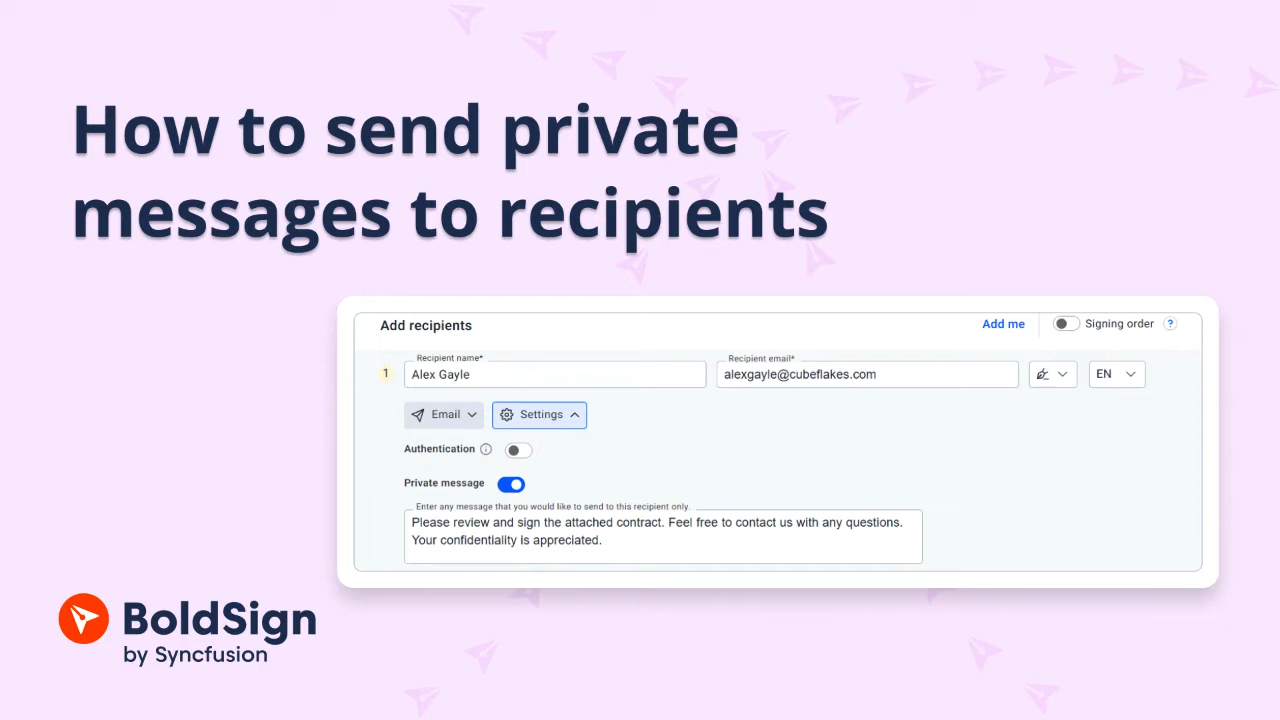 How to send private
messages to recipients
Add recipients
Add me
Signing order ?
Recipient name*
Recipient email*
1
Alex Gayle
alexgayle@cubeflakes.com
EN
Email
Settings
Authentication
Private message
Enter any message that you would like to send to this recipient only.
Please review and sign the attached contract. Feel free to contact us with any questions.
Your confidentiality is appreciated.
BoldSign
by Syncfusion